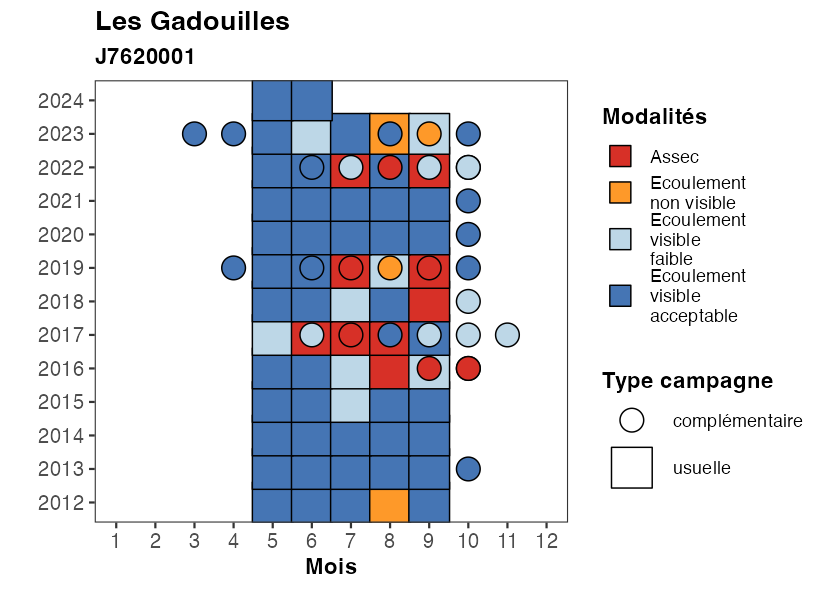 Les Gadouilles
J7620001
2024
2023
2022
2021
2020
2019
2018
2017
2016
2015
2014
2013
2012
1 2 3 4 5 6 7 8 9 10 11 12
Mois
Modalités
Assec
Ecoulement
non visible
Ecoulement
visible
faible
Ecoulement
visible
acceptable
Type campagne
complémentaire
usuelle